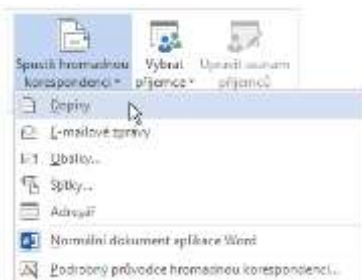 Spustit hromadnou korespondenci
Vybrat příjemce
Upravit seznam příjemců
Dopisy
E-mailové zprávy
Obálky...
Štítky...
Adresář
Normální dokument aplikace Word
Podrobný průvodce hromadnou korespondencí...